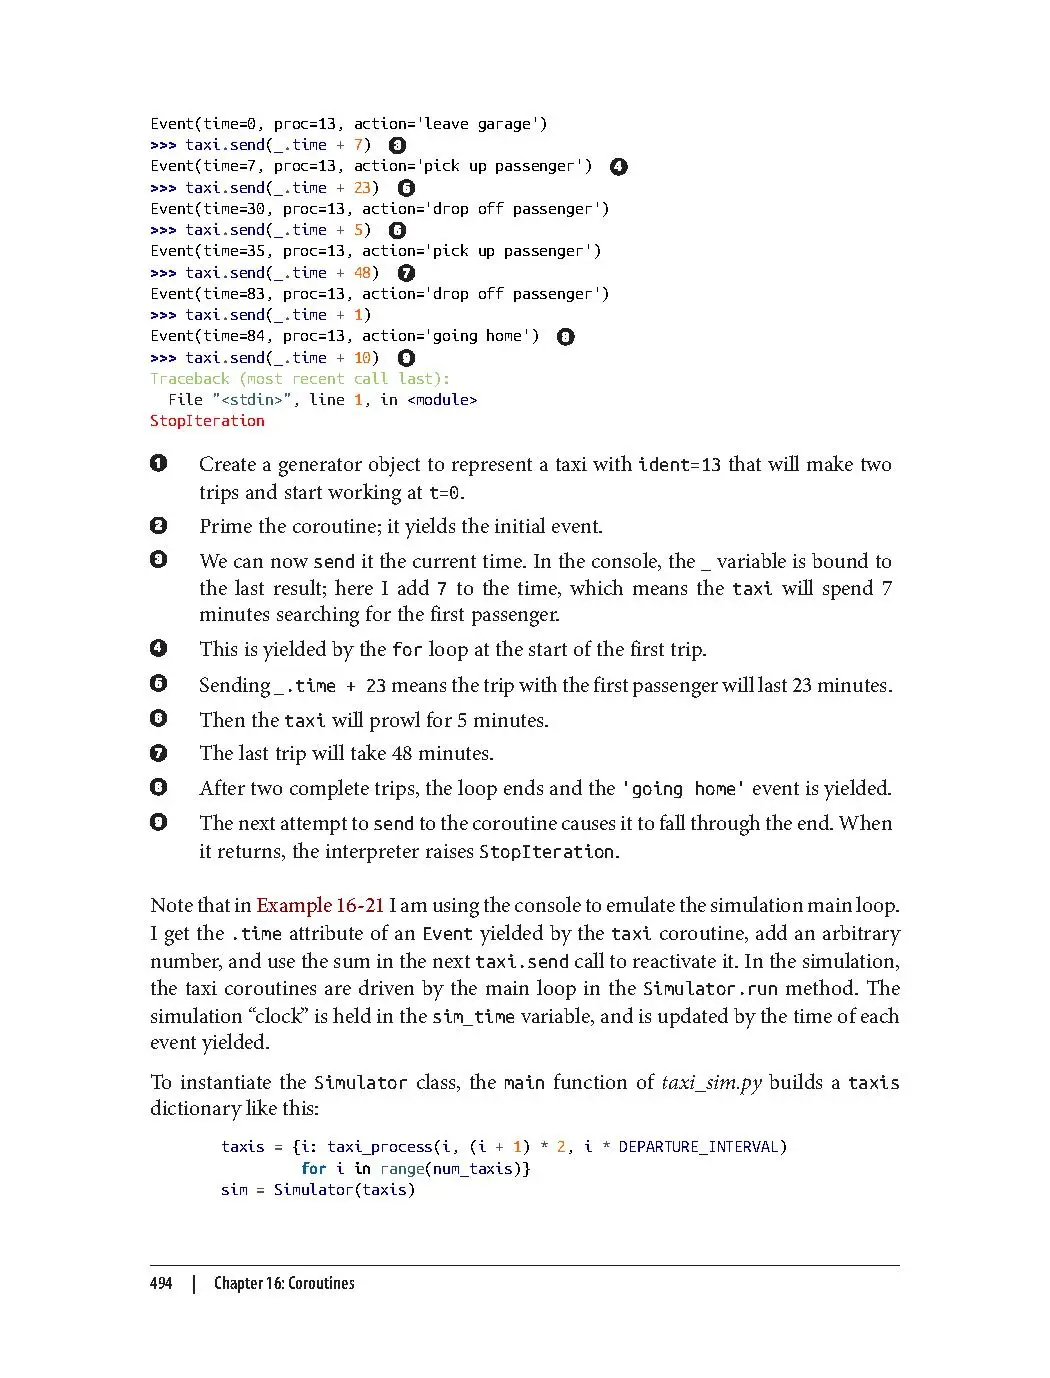 Event(time=0, proc=13, action='leave garage')
>>> taxi.send(_.time + 7) ❸
Event(time=7, proc=13, action='pick up passenger') ❹
>>> taxi.send(_.time + 23) ❺
Event(time=30, proc=13, action='drop off passenger')
>>> taxi.send(_.time + 5) ❻
Event(time=35, proc=13, action='pick up passenger')
>>> taxi.send(_.time + 48) ❼
Event(time=83, proc=13, action='drop off passenger')
>>> taxi.send(_.time + 1)
Event(time=84, proc=13, action='going home') ❽
>>> taxi.send(_.time + 10) ❾
Traceback (most recent call last):
  File "<stdin>", line 1, in <module>
StopIteration
❶ Create a generator object to represent a taxi with ident=13 that will make two
trips and start working at t=0.
❷ Prime the coroutine; it yields the initial event.
❸ We can now send it the current time. In the console, the _ variable is bound to
the last result; here I add 7 to the time, which means the taxi will spend 7
minutes searching for the first passenger.
❹ This is yielded by the for loop at the start of the first trip.
❺ Sending _.time + 23 means the trip with the first passenger will last 23 minutes.
❻ Then the taxi will prowl for 5 minutes.
❼ The last trip will take 48 minutes.
❽ After two complete trips, the loop ends and the 'going home' event is yielded.
❾ The next attempt to send to the coroutine causes it to fall through the end. When
it returns, the interpreter raises StopIteration.
Note that in Example 16-21 I am using the console to emulate the simulation main loop.
I get the .time attribute of an Event yielded by the taxi coroutine, add an arbitrary
number, and use the sum in the next taxi.send call to reactivate it. In the simulation,
the taxi coroutines are driven by the main loop in the Simulator.run method. The
simulation “clock” is held in the sim_time variable, and is updated by the time of each
event yielded.
To instantiate the Simulator class, the main function of taxi_sim.py builds a taxis
dictionary like this:
taxis = {i: taxi_process(i, (i + 1) * 2, i * DEPARTURE_INTERVAL)
         for i in range(num_taxis)}
sim = Simulator(taxis)
494 | Chapter 16: Coroutines